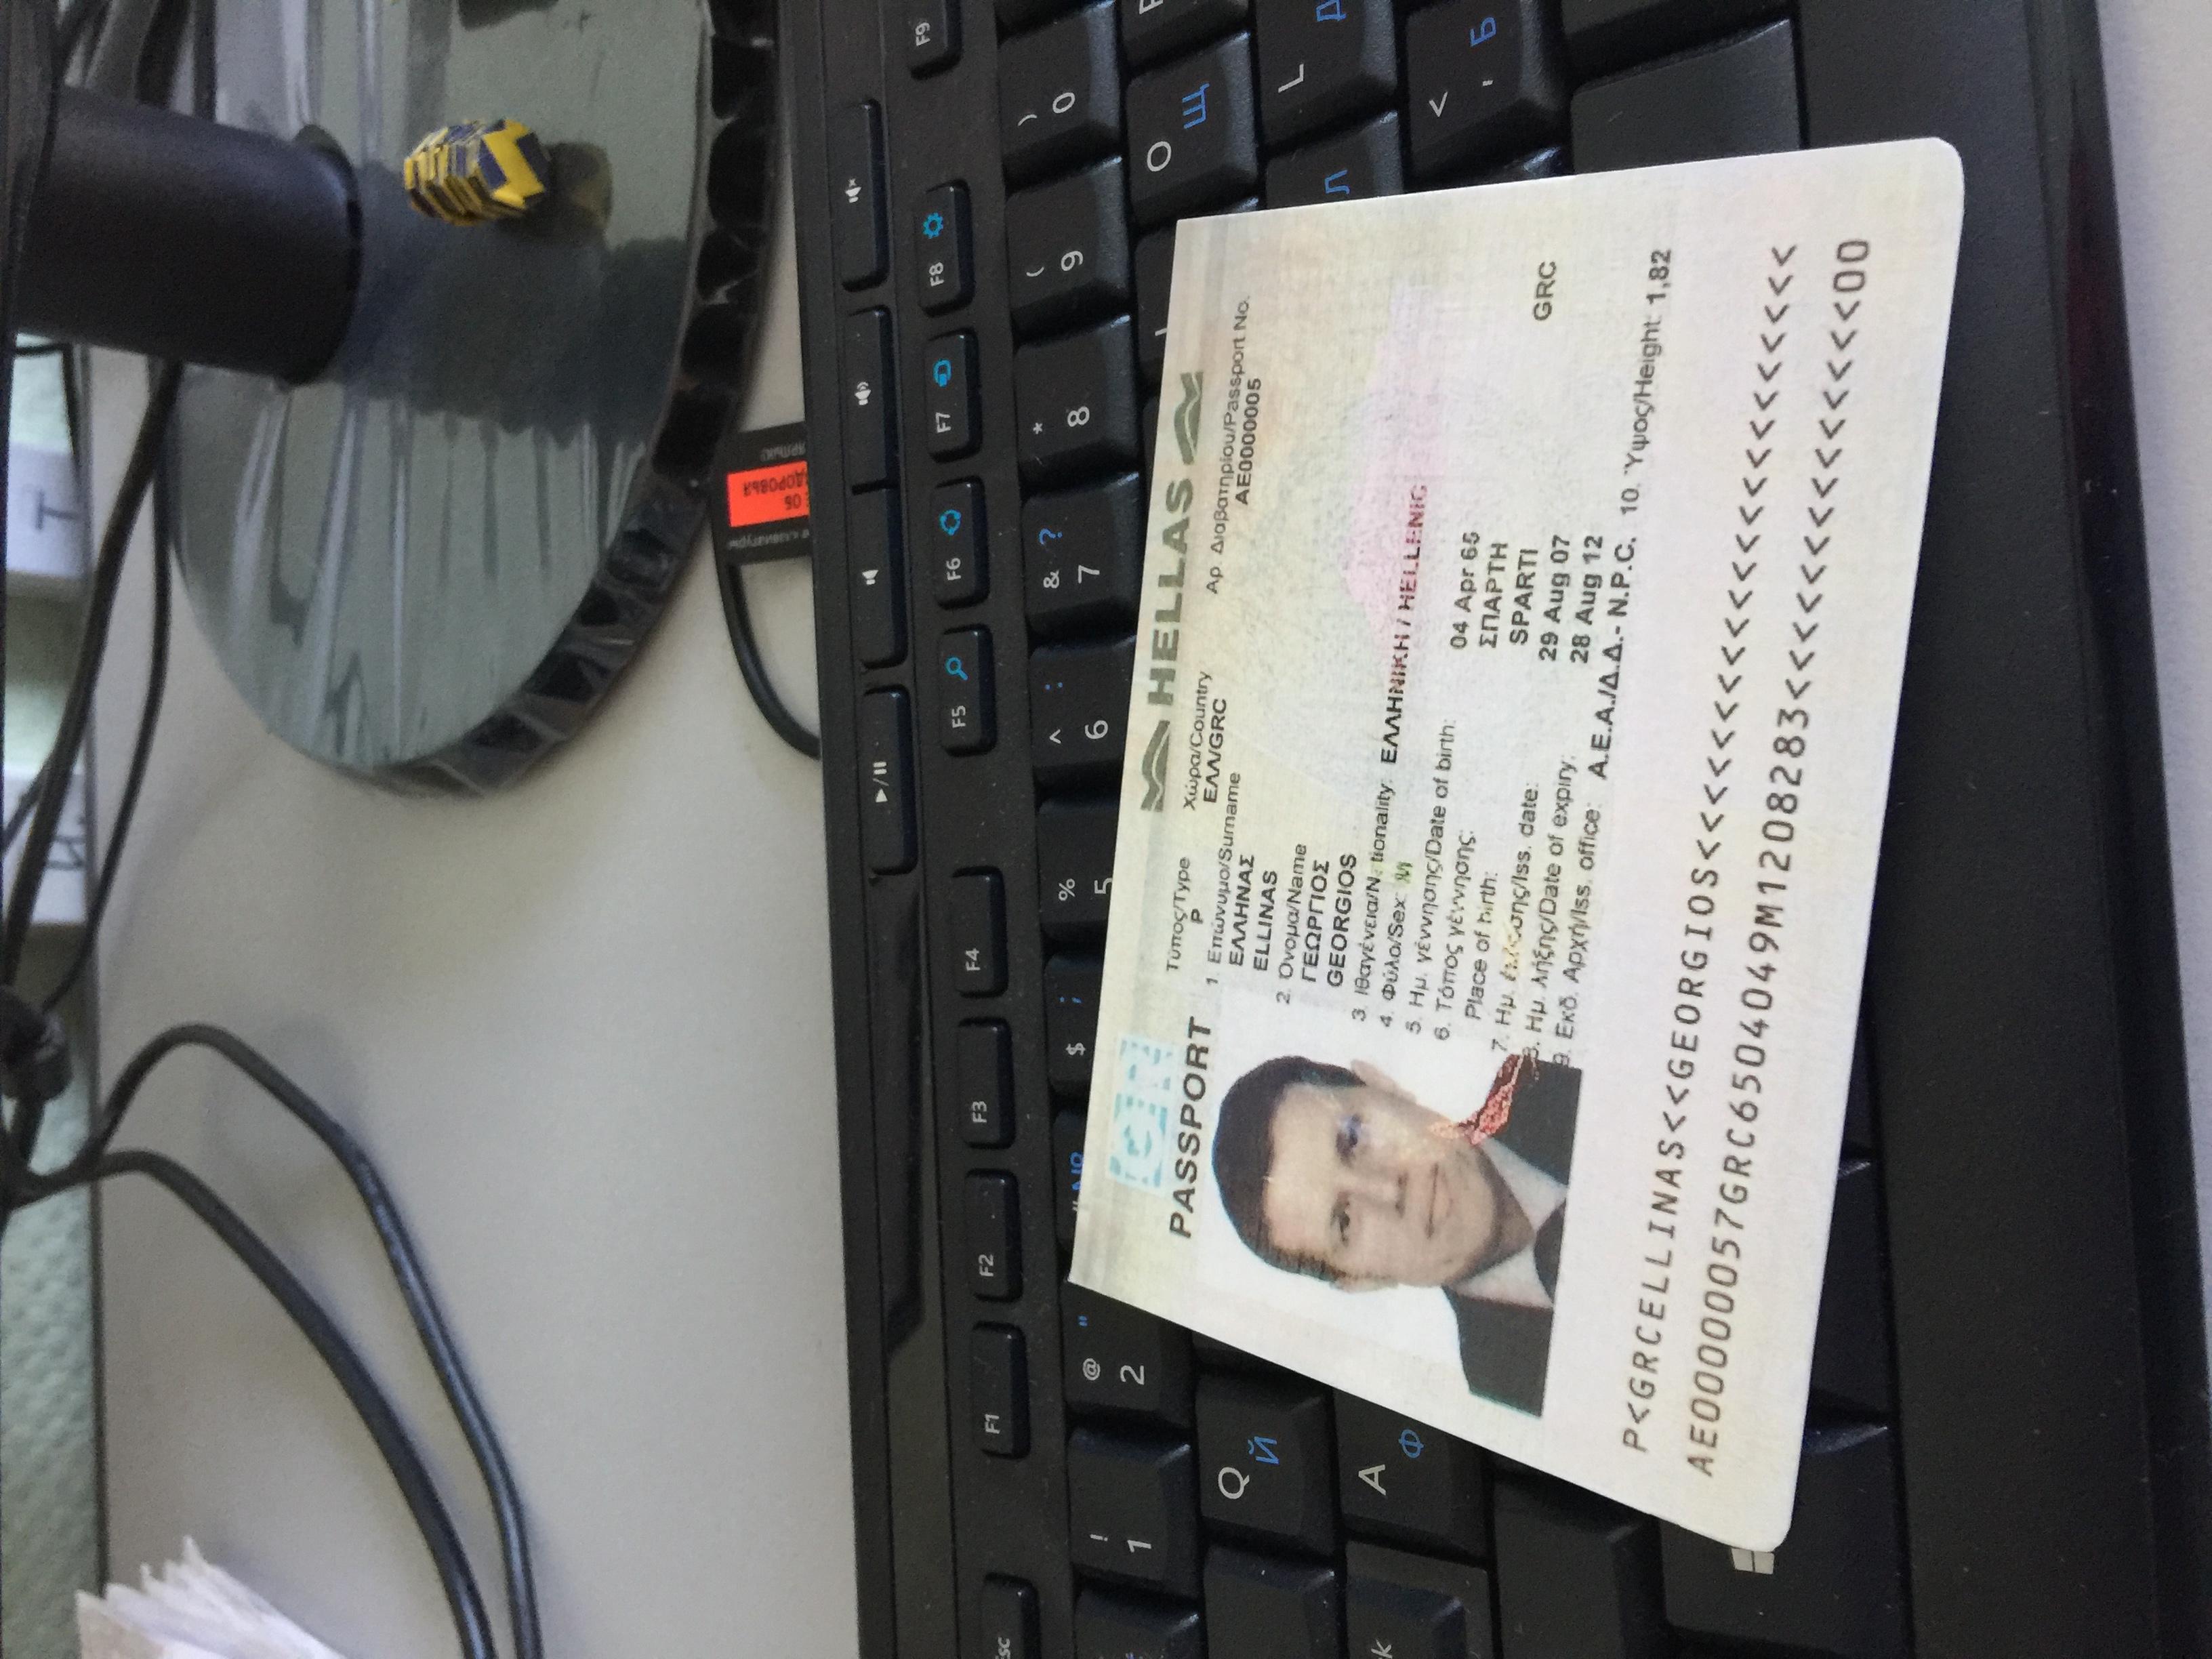 И.
Т
Е ОБ
ДОРОВЬЯ
F1
F2
F3
F4
F5
F6
F7
F8
F9
! 1
@ " 2
№
$ ;
% 5
^ : 6
& ? 7
* 8
( 9
) 0
Q Й
A Ф
O Щ
L Д
Л
< , Б
GR
PASSPORT
HELLAS
Τύπος/Type
P
Χώρα/Country
ΕΛΛ/GRC
Αρ. Διαβατηρίου/Passport No.
AE0000005
1. Επώνυμο/Surname
ΕΛΛΗΝΑΣ
ELLINAS
2. Όνομα/Name
ΓΕΩΡΓΙΟΣ
GEORGIOS
3. Ιθαγένεια/N tionality: ΕΛΛΗΝΙΚΗ / HELLENIC
4. Φύλο/Sex: M
5. Ημ. γέννησης/Date of birth: 04 Apr 65
6. Τόπος γέννησης: ΣΠΑΡΤΗ
Place of birth: SPARTI GRC
7. Ημ. έκδοσης/Iss. date: 29 Aug 07
8. Ημ. λήξης/Date of expiry: 28 Aug 12
9. Εκδ. Αρχή/Iss. office: Α.Ε.Α./Δ.Δ.- N.P.C. 10. Ύψος/Height: 1,82
P<GRCELLINAS<<GEORGIOS<<<<<<<<<<<<<<<<<<<<<<
AE00000057GRC6504049M1208283<<<<<<<<<<<<<<00